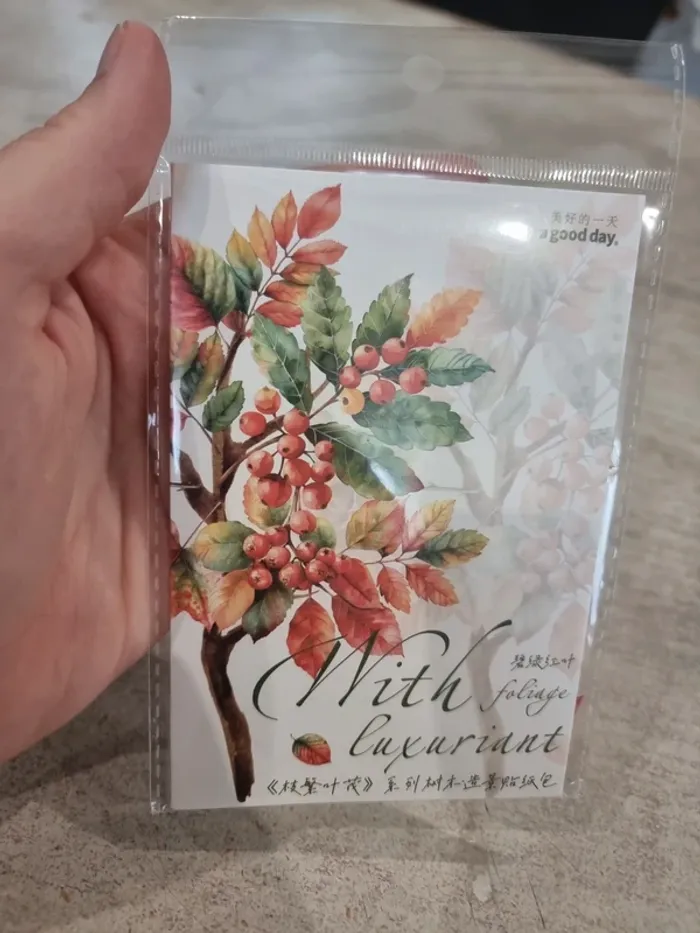 美好的一天
a good day.
With
碧缀红叶
foliage
luxuriant
《枝繁叶茂》系列树木造景贴纸包